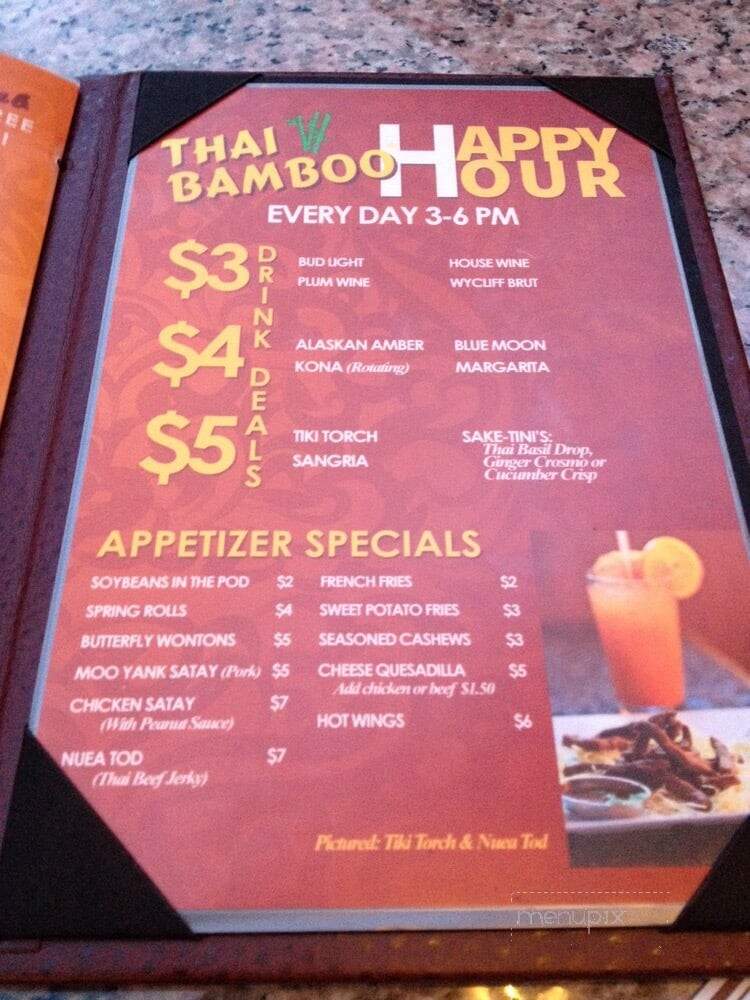 REE
!
THAI
BAMBOO
HAPPY
HOUR
EVERY DAY 3-6 PM
DRINK DEALS
$3
BUD LIGHT
HOUSE WINE
PLUM WINE
WYCLIFF BRUT
$4
ALASKAN AMBER
BLUE MOON
KONA (Rotating)
MARGARITA
$5
TIKI TORCH
SAKE-TINI'S:
Thai Basil Drop,
Ginger Crosmo or
Cucumber Crisp
SANGRIA
APPETIZER SPECIALS
SOYBEANS IN THE POD $2
SPRING ROLLS $4
BUTTERFLY WONTONS $5
MOO YANK SATAY (Pork) $5
CHICKEN SATAY $7
(With Peanut Sauce)
NUEA TOD $7
(Thai Beef Jerky)
FRENCH FRIES $2
SWEET POTATO FRIES $3
SEASONED CASHEWS $3
CHEESE QUESADILLA $5
Add chicken or beef $1.50
HOT WINGS $6
Pictured: Tiki Torch & Nuea Tod
menupix